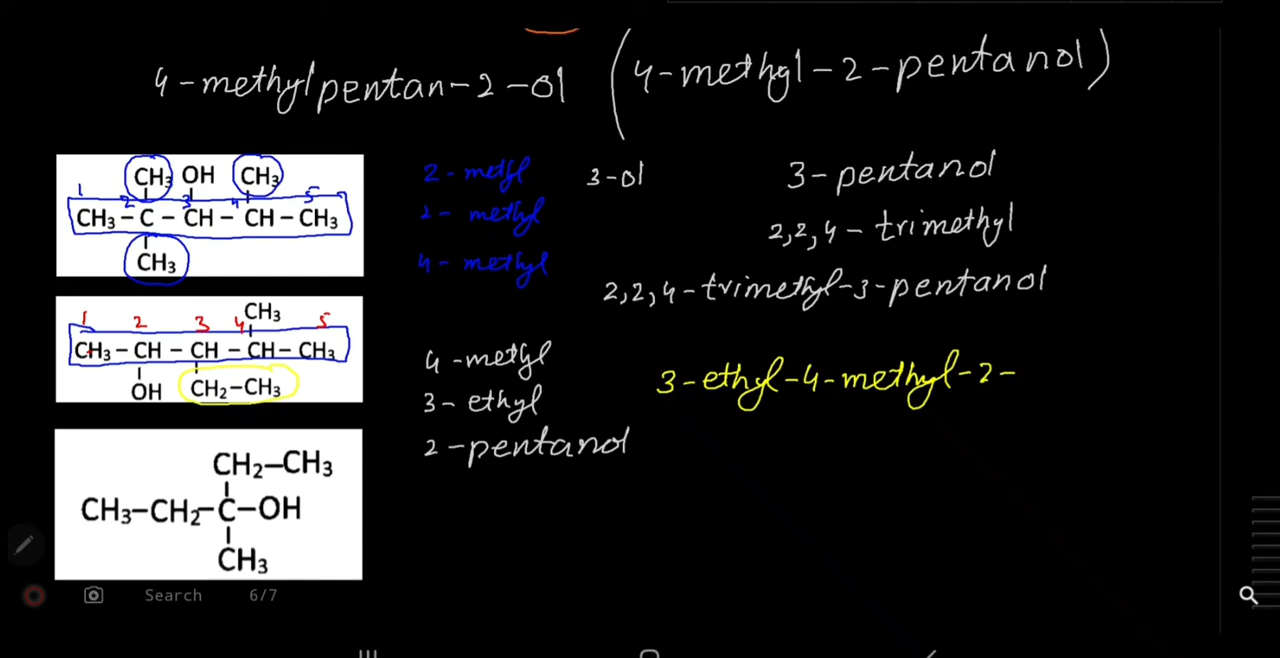 4-methylpentan-2-ol (4-methyl-2-pentanol)
CH3 OH CH3
1 2 3 4 5
CH3-C-CH-CH-CH3
CH3
2-metyl
2-methyl
4-methyl
3-ol
3-pentanol
2,2,4-trimethyl
2,2,4-trimethyl-3-pentanol
CH3
1 2 3 4 5
CH3-CH-CH-CH-CH3
OH CH2-CH3
4-metyl
3-ethyl
2-pentanol
3-ethyl-4-methyl-2-
CH2-CH3
CH3-CH2-C-OH
CH3
Search 6/7